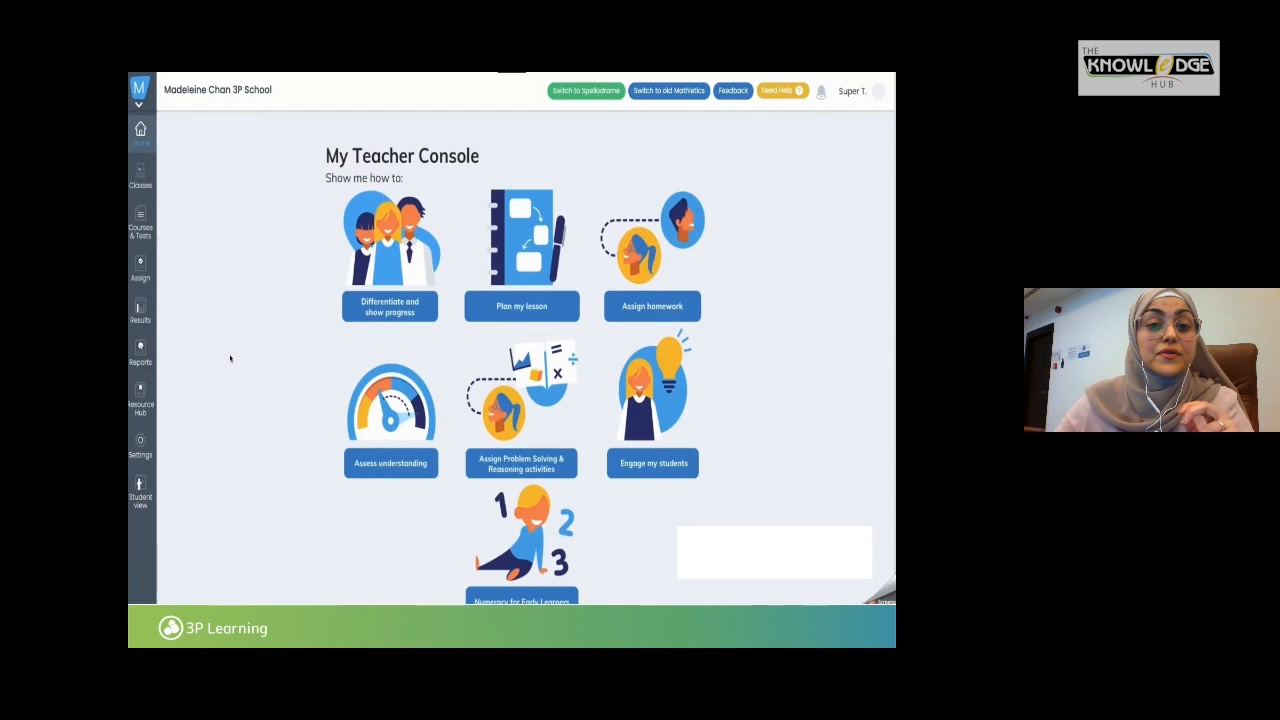 THE
KNOWLEDGE
HUB
M
Madeleine Chan 3P School
Switch to Spellodrome
Switch to old Mathletics
Feedback
Need Help ?
Super T.
Home
Classes
Courses
& Tests
Assign
Results
Reports
Resource
Hub
Settings
Student
view
My Teacher Console
Show me how to:
Differentiate and
show progress
Plan my lesson
Assign homework
Assess understanding
Assign Problem Solving &
Reasoning activities
Engage my students
1
2
3
Numeracy for Early Learners
3P Learning